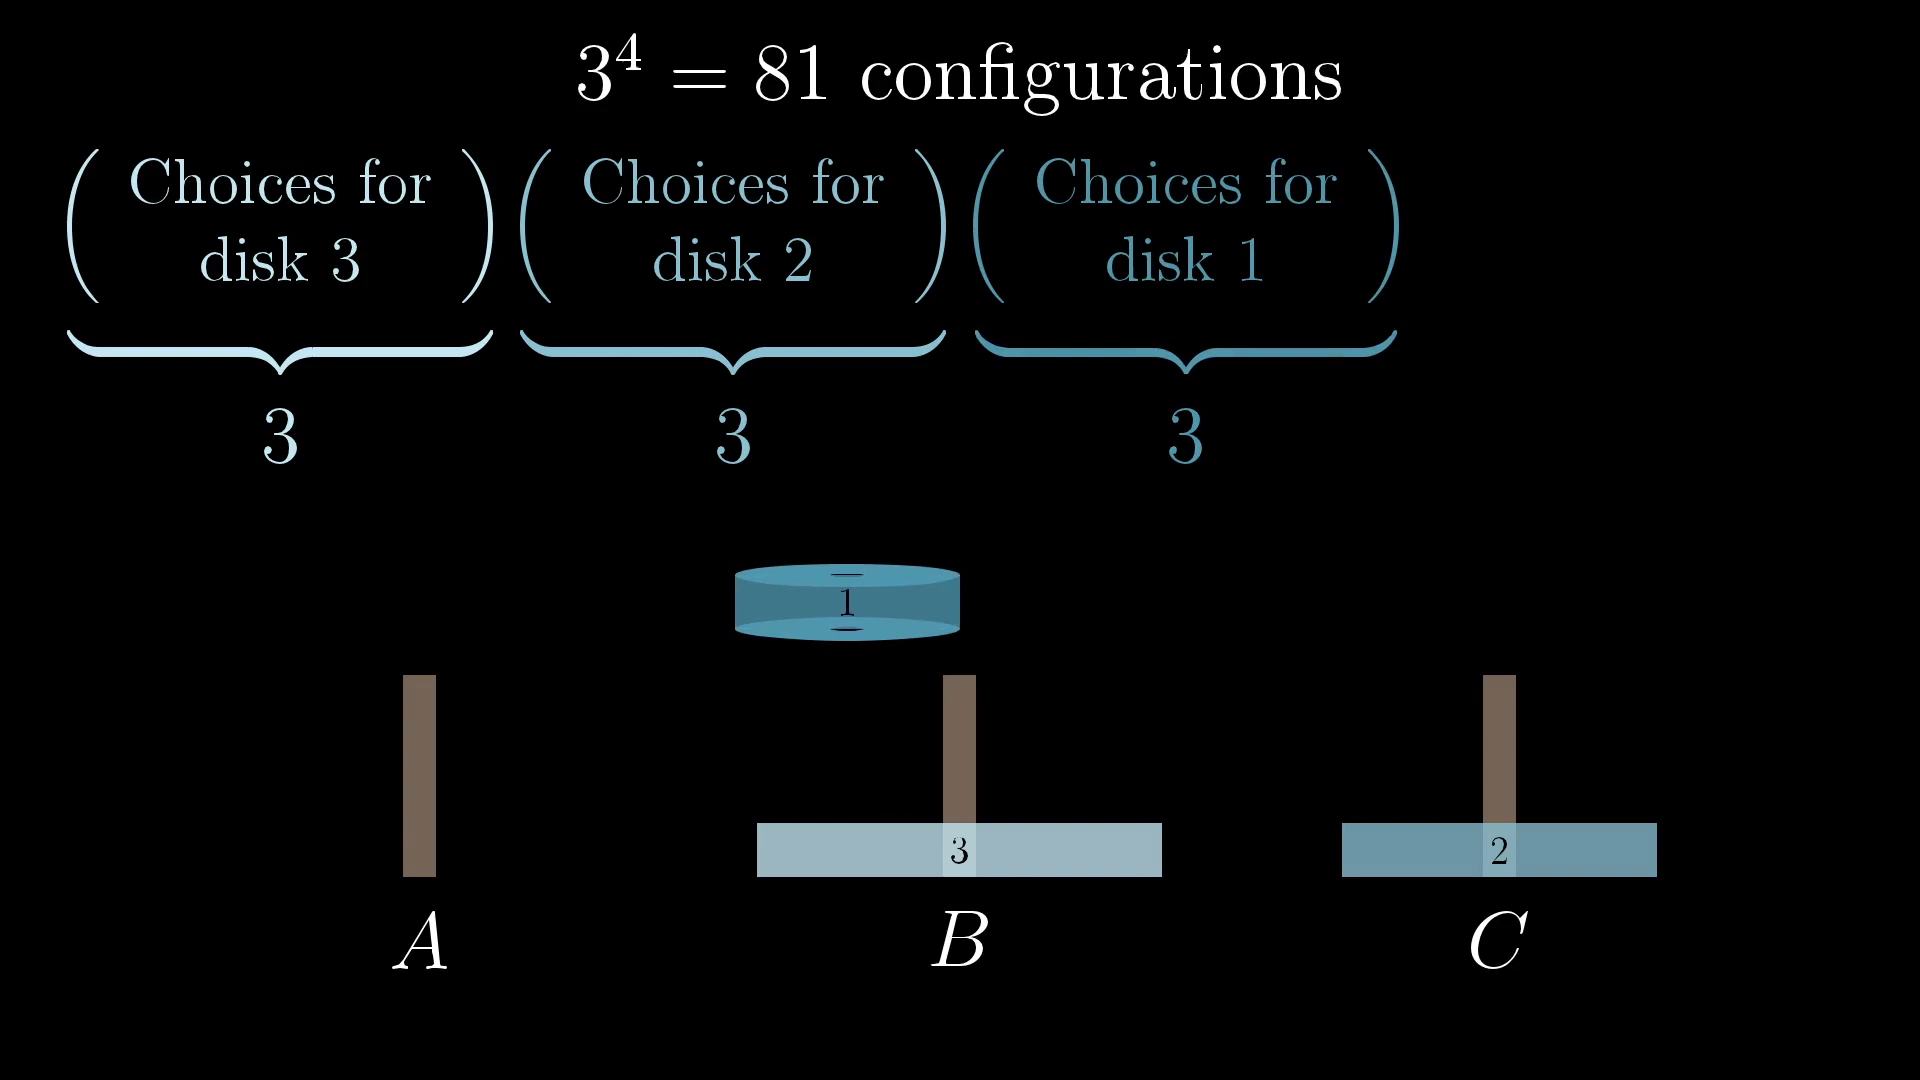 3⁴ = 81 configurations
Choices for
disk 3
Choices for
disk 2
Choices for
disk 1
3
3
3
1
3
2
A
B
C